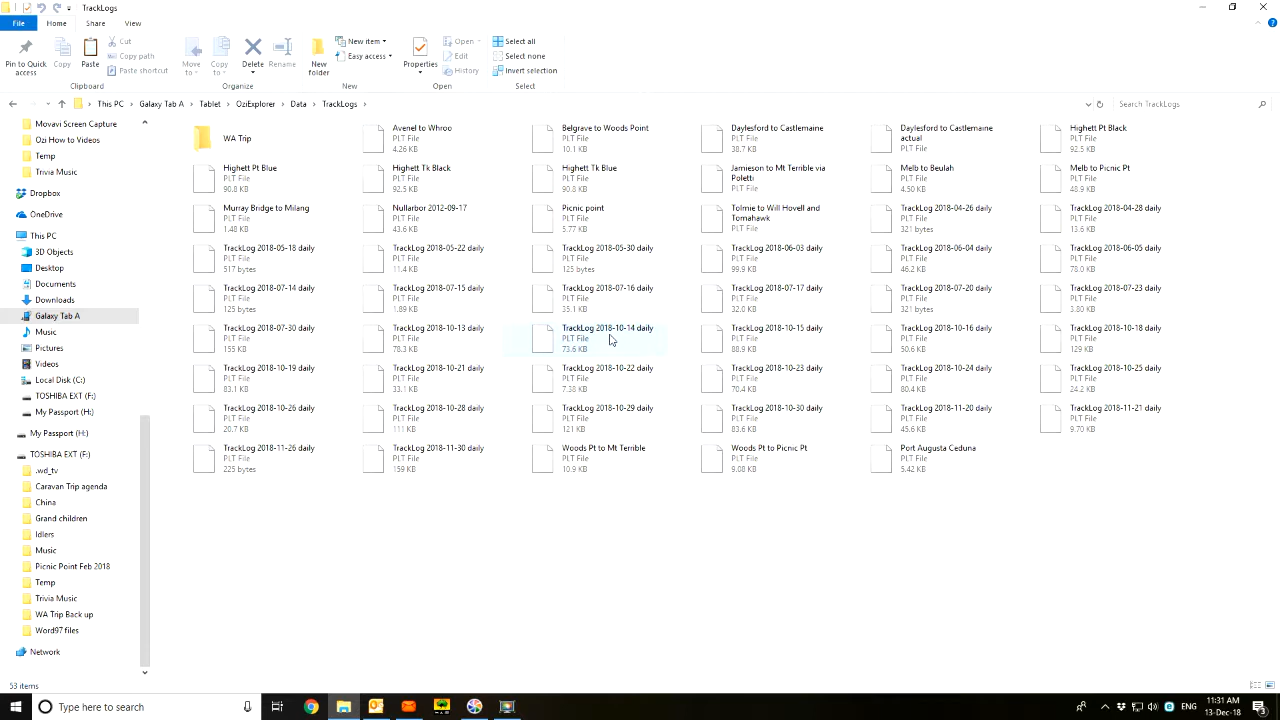 TrackLogs
File Home Share View
Pin to Quick access
Copy
Paste
Cut
Copy path
Paste shortcut
Clipboard
Move to
Copy to
Delete
Rename
Organize
New folder
New item
Easy access
New
Properties
Open
Edit
History
Open
Select all
Select none
Invert selection
Select
This PC > Galaxy Tab A > Tablet > OziExplorer > Data > TrackLogs >
Search TrackLogs
Movavi Screen Capture
Ozi How to Videos
Temp
Trivia Music
Dropbox
OneDrive
This PC
3D Objects
Desktop
Documents
Downloads
Galaxy Tab A
Music
Pictures
Videos
Local Disk (C:)
TOSHIBA EXT (F:)
My Passport (H:)
My Passport (H:)
TOSHIBA EXT (F:)
.wd_tv
Caravan Trip agenda
China
Grand children
Idlers
Music
Picnic Point Feb 2018
Temp
Trivia Music
WA Trip Back up
Word97 files
Network
WA Trip
Avenel to Whroo
PLT File
4.26 KB
Belgrave to Woods Point
PLT File
10.1 KB
Daylesford to Castlemaine
PLT File
38.7 KB
Daylesford to Castlemaine actual
PLT File
Highett Pt Black
PLT File
92.5 KB
Highett Pt Blue
PLT File
90.8 KB
Highett Tk Black
PLT File
92.5 KB
Highett Tk Blue
PLT File
90.8 KB
Jamieson to Mt Terrible via Poletti
PLT File
Melb to Beulah
PLT File
4.50 KB
Melb to Picnic Pt
PLT File
48.9 KB
Murray Bridge to Milang
PLT File
1.48 KB
Nullarbor 2012-09-17
PLT File
43.6 KB
Picnic point
PLT File
5.77 KB
Tolmie to Will Hovell and Tomahawk
PLT File
TrackLog 2018-04-26 daily
PLT File
321 bytes
TrackLog 2018-04-28 daily
PLT File
13.6 KB
TrackLog 2018-05-18 daily
PLT File
517 bytes
TrackLog 2018-05-22 daily
PLT File
11.4 KB
TrackLog 2018-05-30 daily
PLT File
125 bytes
TrackLog 2018-06-03 daily
PLT File
99.9 KB
TrackLog 2018-06-04 daily
PLT File
46.2 KB
TrackLog 2018-06-05 daily
PLT File
78.0 KB
TrackLog 2018-07-14 daily
PLT File
125 bytes
TrackLog 2018-07-15 daily
PLT File
1.89 KB
TrackLog 2018-07-16 daily
PLT File
35.1 KB
TrackLog 2018-07-17 daily
PLT File
32.0 KB
TrackLog 2018-07-20 daily
PLT File
321 bytes
TrackLog 2018-07-23 daily
PLT File
3.80 KB
TrackLog 2018-07-30 daily
PLT File
155 KB
TrackLog 2018-10-13 daily
PLT File
78.3 KB
TrackLog 2018-10-14 daily
PLT File
73.6 KB
TrackLog 2018-10-15 daily
PLT File
88.9 KB
TrackLog 2018-10-16 daily
PLT File
50.6 KB
TrackLog 2018-10-18 daily
PLT File
129 KB
TrackLog 2018-10-19 daily
PLT File
83.1 KB
TrackLog 2018-10-21 daily
PLT File
33.1 KB
TrackLog 2018-10-22 daily
PLT File
7.38 KB
TrackLog 2018-10-23 daily
PLT File
70.4 KB
TrackLog 2018-10-24 daily
PLT File
80.4 KB
TrackLog 2018-10-25 daily
PLT File
24.2 KB
TrackLog 2018-10-26 daily
PLT File
20.7 KB
TrackLog 2018-10-28 daily
PLT File
111 KB
TrackLog 2018-10-29 daily
PLT File
121 KB
TrackLog 2018-10-30 daily
PLT File
83.6 KB
TrackLog 2018-11-20 daily
PLT File
45.6 KB
TrackLog 2018-11-21 daily
PLT File
9.70 KB
TrackLog 2018-11-26 daily
PLT File
225 bytes
TrackLog 2018-11-30 daily
PLT File
159 KB
Woods Pt to Mt Terrible
PLT File
10.9 KB
Woods Pt to Picnic Pt
PLT File
9.08 KB
Port Augusta Ceduna
PLT File
5.42 KB
53 items
Type here to search
ENG
11:31 AM
13-Dec-18
3